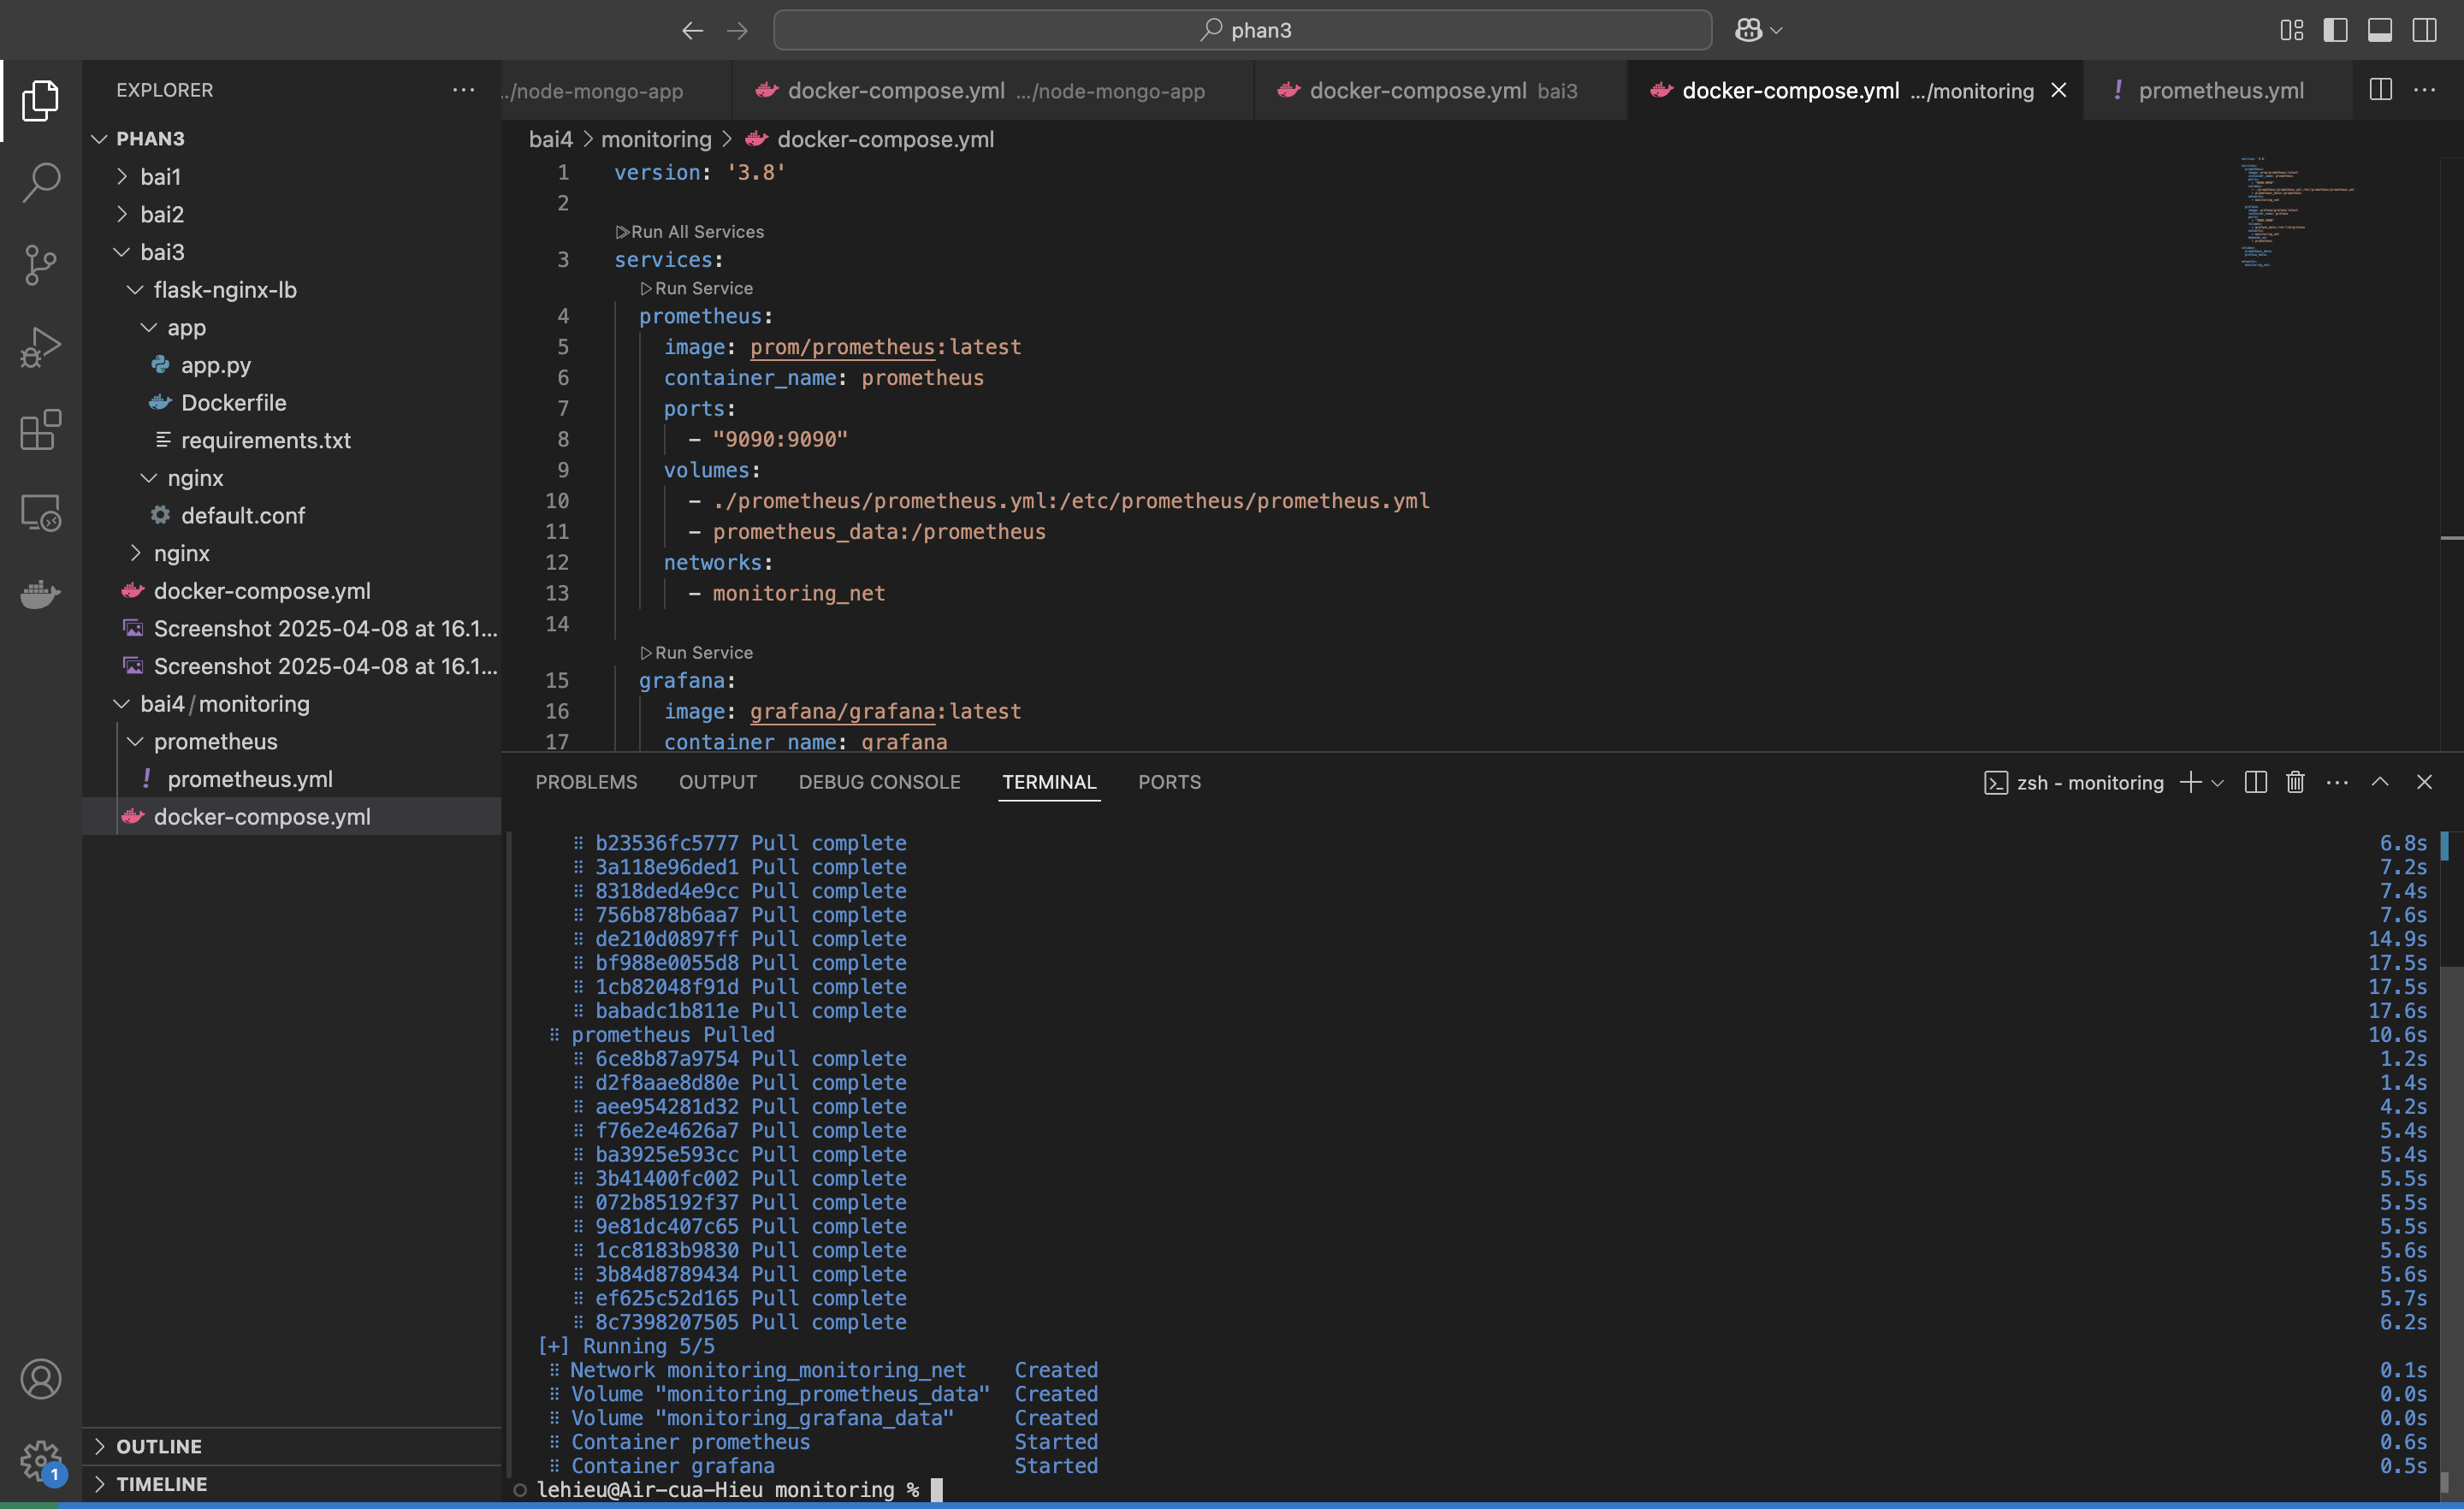 phan3
EXPLORER
PHAN3
bai1
bai2
bai3
flask-nginx-lb
app
app.py
Dockerfile
requirements.txt
nginx
default.conf
nginx
docker-compose.yml
Screenshot 2025-04-08 at 16.1...
Screenshot 2025-04-08 at 16.1...
bai4/monitoring
prometheus
prometheus.yml
docker-compose.yml
OUTLINE
TIMELINE
1
../node-mongo-app
docker-compose.yml .../node-mongo-app
docker-compose.yml bai3
docker-compose.yml .../monitoring
prometheus.yml
bai4 > monitoring > docker-compose.yml
1 version: '3.8'
2
Run All Services
3 services:
Run Service
4 prometheus:
5 image: prom/prometheus:latest
6 container_name: prometheus
7 ports:
8 - "9090:9090"
9 volumes:
10 - ./prometheus/prometheus.yml:/etc/prometheus/prometheus.yml
11 - prometheus_data:/prometheus
12 networks:
13 - monitoring_net
14
Run Service
15 grafana:
16 image: grafana/grafana:latest
17 container_name: grafana
PROBLEMS OUTPUT DEBUG CONSOLE TERMINAL PORTS
zsh - monitoring
b23536fc5777 Pull complete 6.8s
3a118e96ded1 Pull complete 7.2s
8318ded4e9cc Pull complete 7.4s
756b878b6aa7 Pull complete 7.6s
de210d0897ff Pull complete 14.9s
bf988e0055d8 Pull complete 17.5s
1cb82048f91d Pull complete 17.5s
babadc1b811e Pull complete 17.6s
prometheus Pulled 10.6s
6ce8b87a9754 Pull complete 1.2s
d2f8aae8d80e Pull complete 1.4s
aee954281d32 Pull complete 4.2s
f76e2e4626a7 Pull complete 5.4s
ba3925e593cc Pull complete 5.4s
3b41400fc002 Pull complete 5.5s
072b85192f37 Pull complete 5.5s
9e81dc407c65 Pull complete 5.5s
1cc8183b9830 Pull complete 5.6s
3b84d8789434 Pull complete 5.6s
ef625c52d165 Pull complete 5.7s
8c7398207505 Pull complete 6.2s
[+] Running 5/5
Network monitoring_monitoring_net Created 0.1s
Volume "monitoring_prometheus_data" Created 0.0s
Volume "monitoring_grafana_data" Created 0.0s
Container prometheus Started 0.6s
Container grafana Started 0.5s
lehieu@Air-cua-Hieu monitoring %